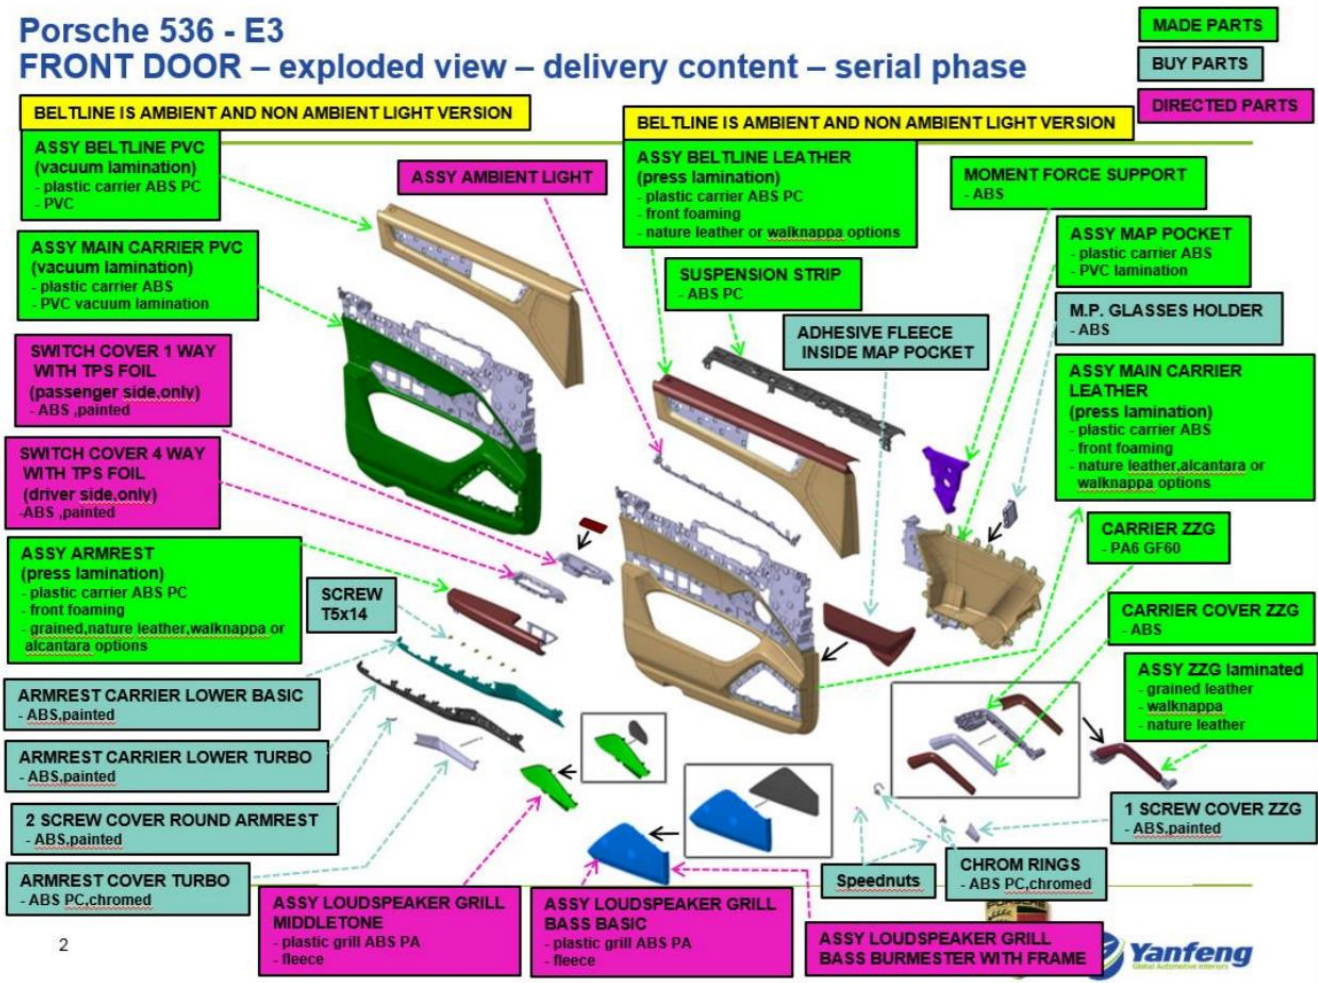 Porsche 536 - E3
FRONT DOOR – exploded view – delivery content – serial phase
MADE PARTS
BUY PARTS
DIRECTED PARTS
BELTLINE IS AMBIENT AND NON AMBIENT LIGHT VERSION
ASSY BELTLINE PVC
(vacuum lamination)
- plastic carrier ABS PC
- PVC
ASSY MAIN CARRIER PVC
(vacuum lamination)
- plastic carrier ABS
- PVC vacuum lamination
SWITCH COVER 1 WAY
WITH TPS FOIL
(passenger side,only)
- ABS ,painted
SWITCH COVER 4 WAY
WITH TPS FOIL
(driver side,only)
-ABS ,painted
ASSY ARMREST
(press lamination)
- plastic carrier ABS PC
- front foaming
- grained,nature leather,walknappa or
alcantara options
SCREW
T5x14
ARMREST CARRIER LOWER BASIC
- ABS,painted
ARMREST CARRIER LOWER TURBO
- ABS,painted
2 SCREW COVER ROUND ARMREST
- ABS,painted
ARMREST COVER TURBO
- ABS PC,chromed
ASSY AMBIENT LIGHT
BELTLINE IS AMBIENT AND NON AMBIENT LIGHT VERSION
ASSY BELTLINE LEATHER
(press lamination)
- plastic carrier ABS PC
- front foaming
- nature leather or walknappa options
SUSPENSION STRIP
- ABS PC
ADHESIVE FLEECE
INSIDE MAP POCKET
MOMENT FORCE SUPPORT
- ABS
ASSY MAP POCKET
- plastic carrier ABS
- PVC lamination
M.P. GLASSES HOLDER
- ABS
ASSY MAIN CARRIER
LEATHER
(press lamination)
- plastic carrier ABS
- front foaming
- nature leather,alcantara or
walknappa options
CARRIER ZZG
- PA6 GF60
CARRIER COVER ZZG
- ABS
ASSY ZZG laminated
- grained leather
- walknappa
- nature leather
1 SCREW COVER ZZG
- ABS,painted
Speednuts
CHROM RINGS
- ABS PC,chromed
ASSY LOUDSPEAKER GRILL
MIDDLETONE
- plastic grill ABS PA
- fleece
ASSY LOUDSPEAKER GRILL
BASS BASIC
- plastic grill ABS PA
- fleece
ASSY LOUDSPEAKER GRILL
BASS BURMESTER WITH FRAME
2
Yanfeng
Global Automotive Interiors